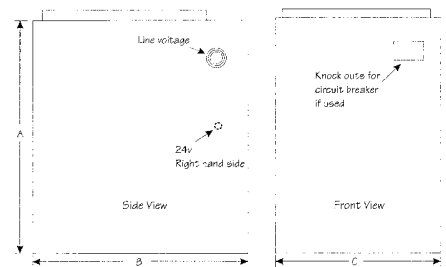 Line voltage
Knock outs for
circuit breaker
if used
A
24v
Right hand side
Side View
Front View
B
C